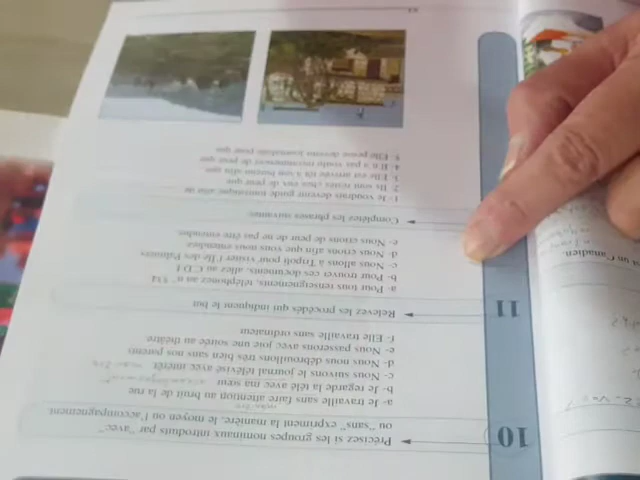 10
Précisez si les groupes nominaux introduits par "avec"
ou "sans" expriment la manière, le moyen ou l'accompagnement
a- Je travaille sans faire attention au bruit de la rue
b- Je regarde la télé avec ma sœur
c- Nous suivons le journal télévisé avec intérêt
d- Nous nous débrouillons très bien sans nos parents
e- Nous passerons avec joie une soirée au théâtre
f- Elle travaille sans ordinateur
11
Relevez les procédés qui indiquent le but
a- Pour tous renseignements, téléphonez au n° 534
b- Pour trouver ces documents, allez au C.D.I
c- Nous allons à Tripoli pour visiter l'île des Palmiers
d- Nous crions afin que vous nous entendiez
e- Nous crions de peur de ne pas être entendus.
Complétez les phrases suivantes
1- Je voudrais devenir guide touristique afin de
2- Ils sont restés chez eux de peur que
3- Elle est arrivée tôt à son bureau afin que
4- Il n'a pas voulu recommencer de peur que
5- Elle pense devenir journaliste pour que
un Canadien.